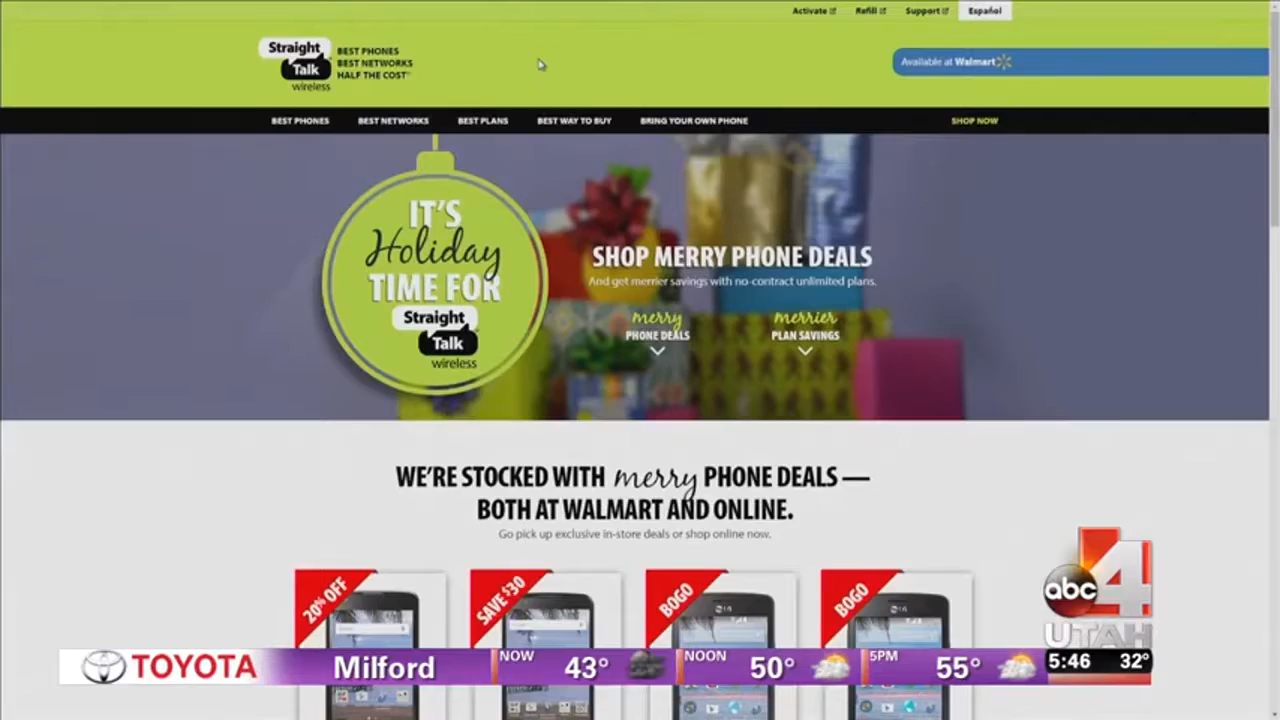 Activate
Refill
Support
Español
Straight
Talk
wireless
BEST PHONES
BEST NETWORKS
HALF THE COST
Available at Walmart
BEST PHONES
BEST NETWORKS
BEST PLANS
BEST WAY TO BUY
BRING YOUR OWN PHONE
SHOP NOW
IT'S
Holiday
TIME FOR
Straight
Talk
wireless
SHOP MERRY PHONE DEALS
And get merrier savings with no-contract unlimited plans.
merry
PHONE DEALS
merrier
PLAN SAVINGS
WE'RE STOCKED WITH merry PHONE DEALS —
BOTH AT WALMART AND ONLINE.
Go pick up exclusive in-store deals or shop online now.
20% OFF
SAVE $30
BOGO
BOGO
LG
LG
abc 4
UTAH
TOYOTA
Milford
NOW
43°
NOON
50°
5PM
55°
5:46
32°